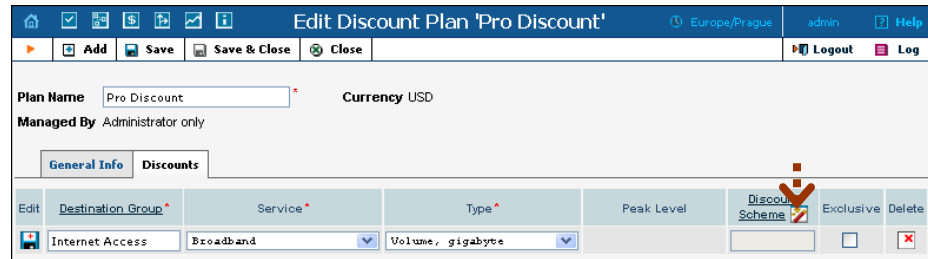 Edit Discount Plan 'Pro Discount' Europe/Prague admin ? Help
Add Save Save & Close Close Logout Log
Plan Name Pro Discount * Currency USD
Managed By Administrator only
General Info Discounts
Edit Destination Group * Service * Type * Peak Level Discount Scheme Exclusive Delete
Internet Access Broadband Volume, gigabyte